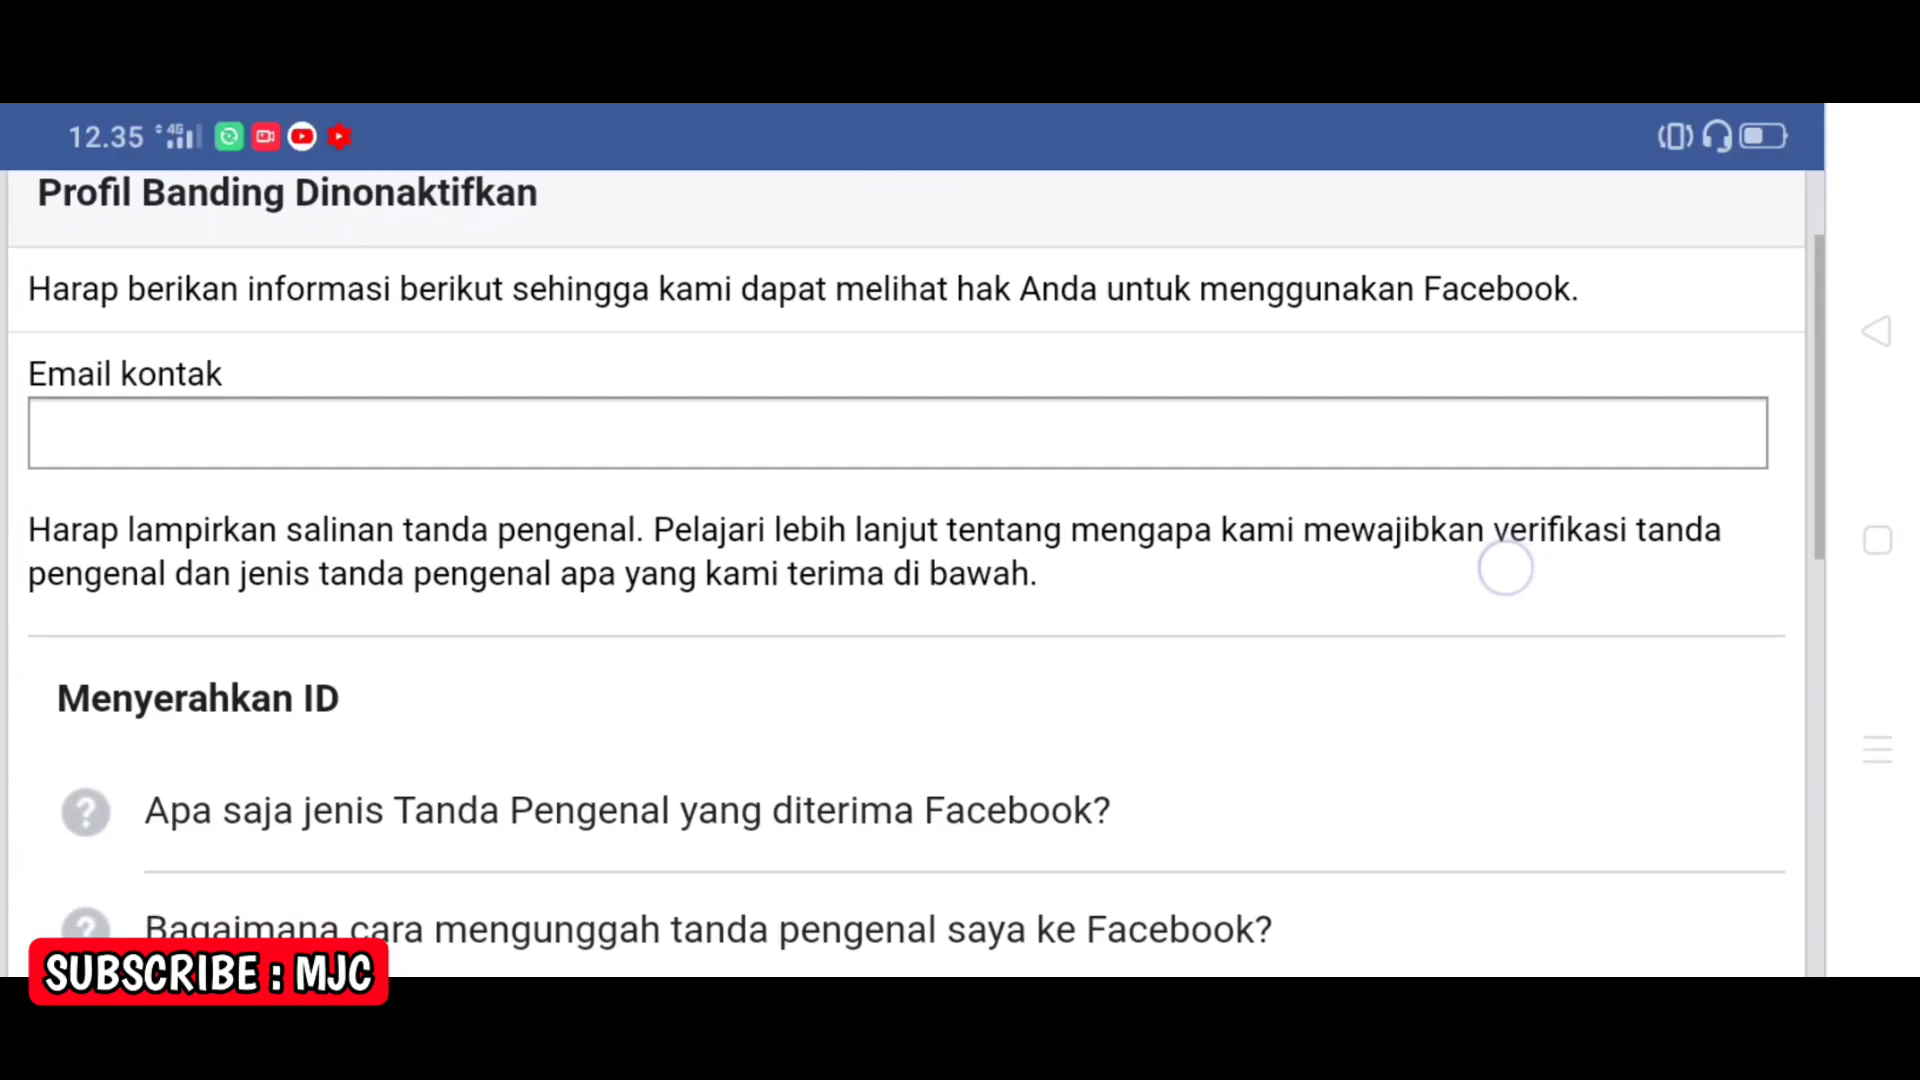 12.35 4G
Profil Banding Dinonaktifkan
Harap berikan informasi berikut sehingga kami dapat melihat hak Anda untuk menggunakan Facebook.
Email kontak
Harap lampirkan salinan tanda pengenal. Pelajari lebih lanjut tentang mengapa kami mewajibkan verifikasi tanda
pengenal dan jenis tanda pengenal apa yang kami terima di bawah.
Menyerahkan ID
? Apa saja jenis Tanda Pengenal yang diterima Facebook?
? Bagaimana cara mengunggah tanda pengenal saya ke Facebook?
SUBSCRIBE : MJC